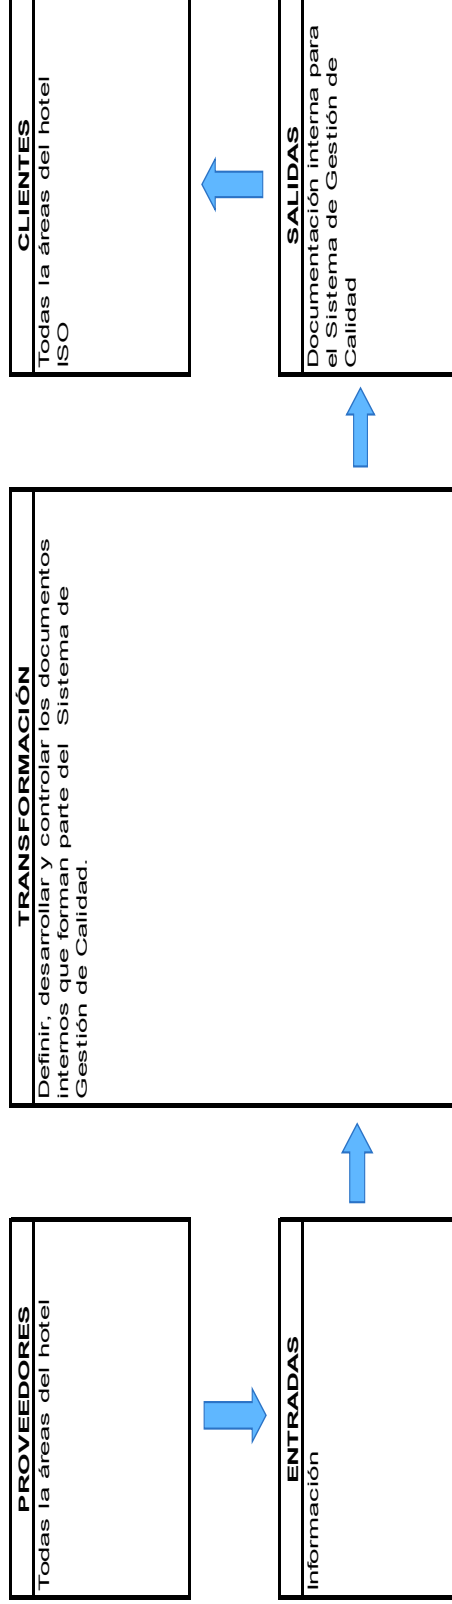 PROVEEDORES
Todas la áreas del hotel
ENTRADAS
Información
TRANSFORMACIÓN
Definir, desarrollar y controlar los documentos
internos que forman parte del Sistema de
Gestión de Calidad.
CLIENTES
Todas la áreas del hotel
ISO
SALIDAS
Documentación interna para
el Sistema de Gestión de
Calidad